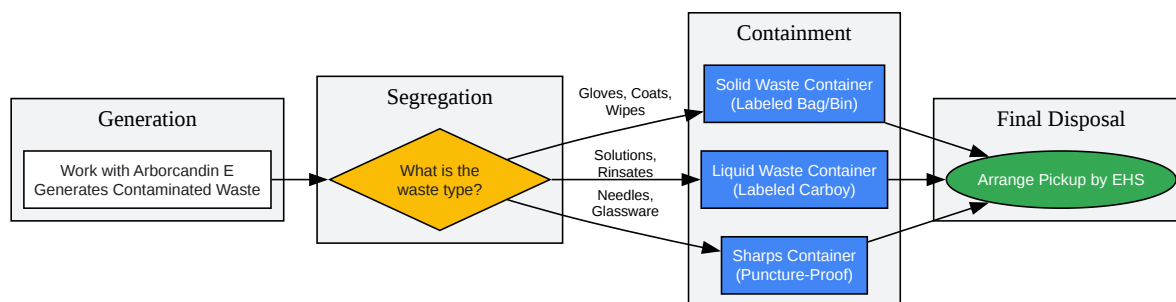 Generation
Work with Arborcandin E
Generates Contaminated Waste
Segregation
What is the
waste type?
Gloves, Coats,
Wipes
Solutions,
Rinsates
Needles,
Glassware
Containment
Solid Waste Container
(Labeled Bag/Bin)
Liquid Waste Container
(Labeled Carboy)
Sharps Container
(Puncture-Proof)
Final Disposal
Arrange Pickup by EHS